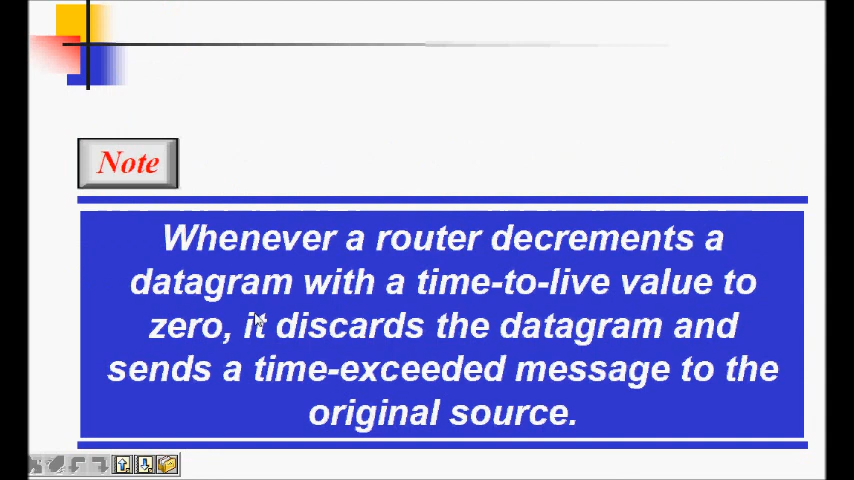 Note
Whenever a router decrements a
datagram with a time-to-live value to
zero, it discards the datagram and
sends a time-exceeded message to the
original source.